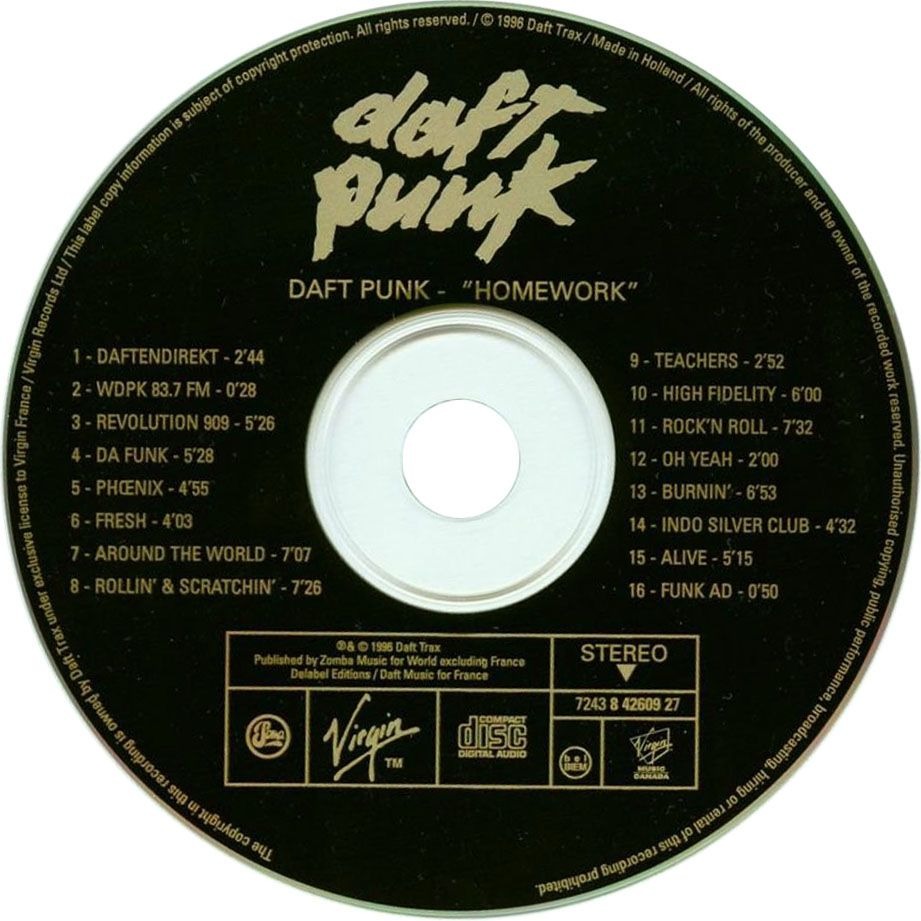 The copyright in this recording is owned by Daft Trax under exclusive license to Virgin France / Virgin Records Ltd / This label copy information is subject of copyright protection. All rights reserved. / © 1996 Daft Trax / Made in Holland / All rights of the producer and the owner of the recorded work reserved. Unauthorised copying, public performance, broadcasting, hiring or rental of this recording prohibited.
daft
punk
DAFT PUNK - "HOMEWORK"
1 - DAFTENDIREKT - 2'44
2 - WDPK 83.7 FM - 0'28
3 - REVOLUTION 909 - 5'26
4 - DA FUNK - 5'28
5 - PHŒNIX - 4'55
6 - FRESH - 4'03
7 - AROUND THE WORLD - 7'07
8 - ROLLIN' & SCRATCHIN' - 7'26
9 - TEACHERS - 2'52
10 - HIGH FIDELITY - 6'00
11 - ROCK'N ROLL - 7'32
12 - OH YEAH - 2'00
13 - BURNIN' - 6'53
14 - INDO SILVER CLUB - 4'32
15 - ALIVE - 5'15
16 - FUNK AD - 0'50
℗& © 1996 Daft Trax
Published by Zomba Music for World excluding France
Delabel Editions / Daft Music for France
STEREO
7243 8 42609 27
Virgin
TM
COMPACT
disc
DIGITAL AUDIO
bel
BIEM
Virgin
MUSIC
CANADA